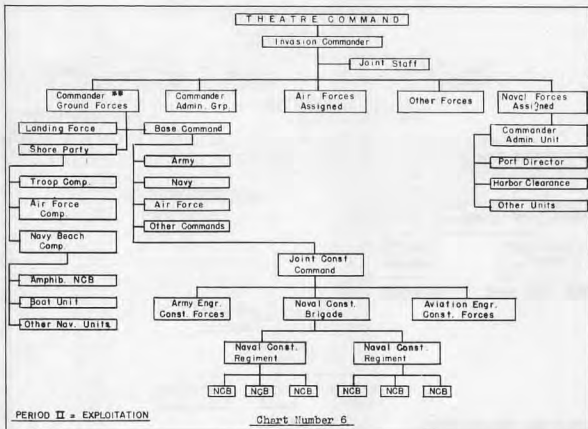 THEATRE COMMAND
Invasion Commander
Joint Staff
Commander **
Ground Forces
Commander
Admin. Grp.
Air Forces
Assigned
Other Forces
Naval Forces
Assigned
Landing Force
Base Command
Commander
Admin. Unit
Shore Party
Army
Port Director
Troop Comp.
Navy
Harbor Clearance
Air Force
Comp.
Air Force
Other Units
Navy Beach
Comp.
Other Commands
Joint Const.
Command
Amphib. NCB
Boat Unit
Other Nav. Units
Army Engr.
Const. Forces
Naval Const.
Brigade
Aviation Engr.
Const. Forces
Naval Const.
Regiment
Naval Const.
Regiment
NCB NCB NCB NCB NCB NCB
PERIOD II = EXPLOITATION
Chart Number 6